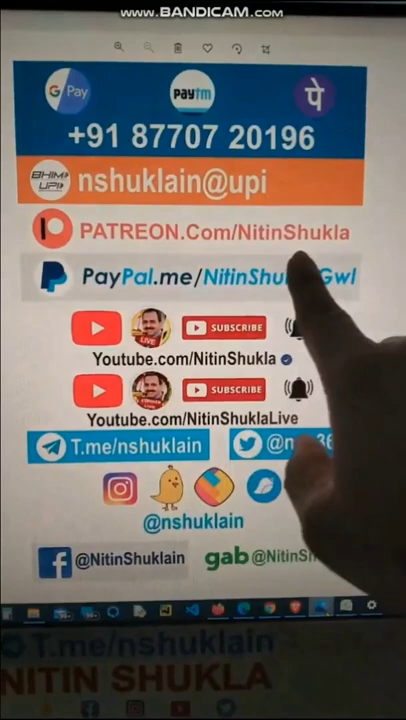 www.BANDICAM.com
G Pay
Paytm
पे
+91 87707 20196
BHIM UPI
nshuklain@upi
PATREON.Com/NitinShukla
PayPal.me/NitinShu Gwl
LIVE
SUBSCRIBE
Youtube.com/NitinShukla
SUBSCRIBE
Youtube.com/NitinShuklaLive
T.me/nshuklain
@nshuklain
@NitinShuklain
gab @NitinSh
T.me/nshuklain
NITIN SHUKLA